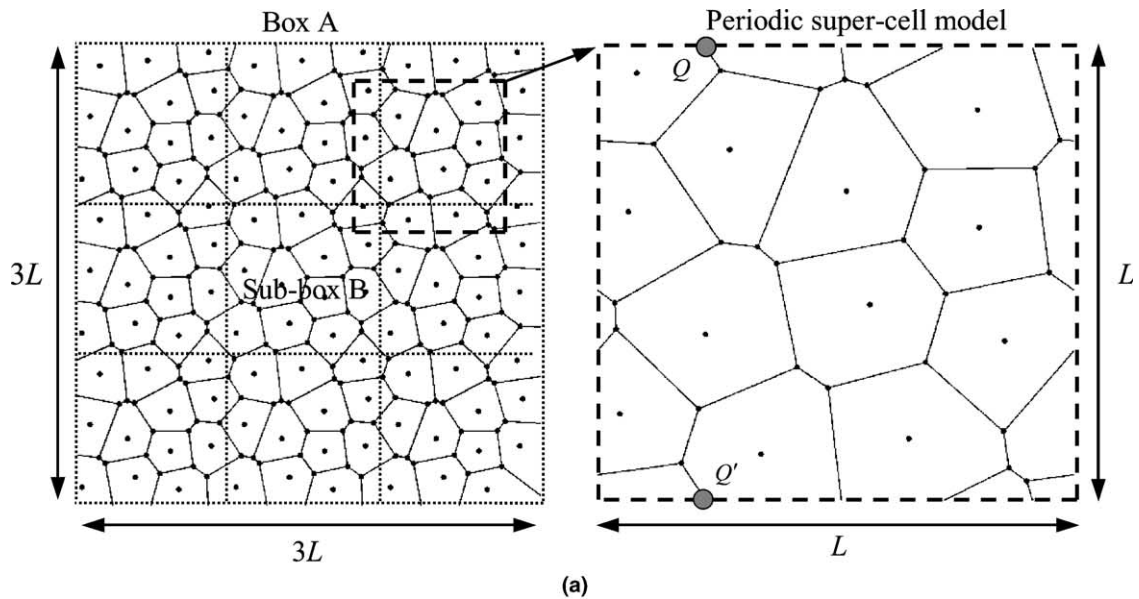 Box A
Periodic super-cell model
Q
3L
Sub-box B
L
Q′
3L
L
(a)